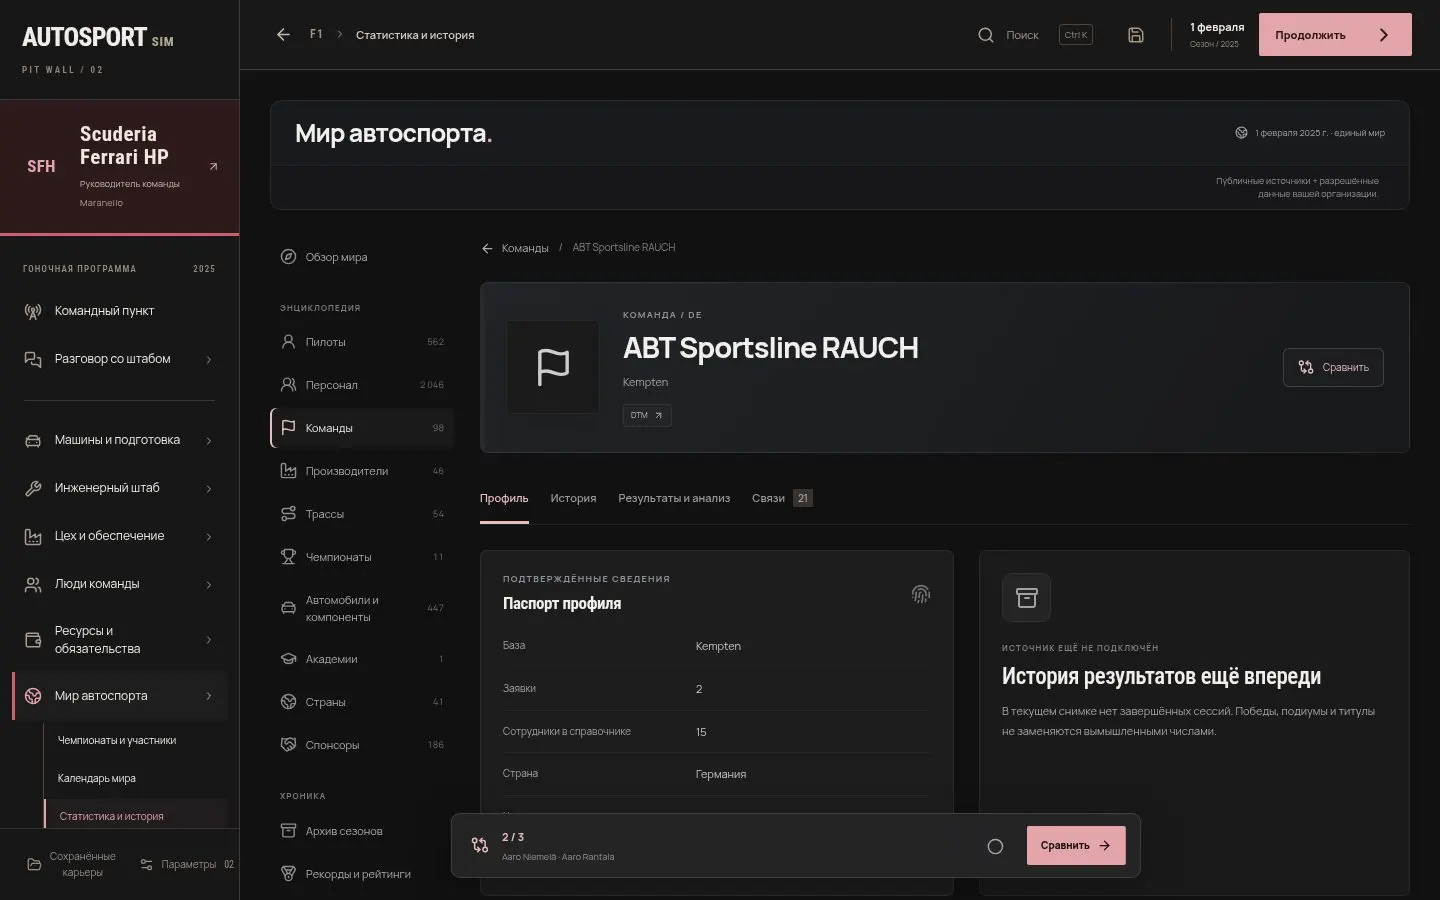 AUTOSPORT SIM
PIT WALL / 02
SFH
Scuderia
Ferrari HP
Руководитель команды
Maranello
ГОНОЧНАЯ ПРОГРАММА 2025
Командный пункт
Разговор со штабом
Машины и подготовка
Инженерный штаб
Цех и обеспечение
Люди команды
Ресурсы и
обязательства
Мир автоспорта
Чемпионаты и участники
Календарь мира
Статистика и история
Сохранённые
карьеры
Параметры 02
F1
Статистика и история
Поиск Ctrl K
1 февраля
Сезон / 2025
Продолжить
Мир автоспорта.
1 февраля 2025 г. · единый мир
Публичные источники + разрешённые
данные вашей организации.
Обзор мира
ЭНЦИКЛОПЕДИЯ
Пилоты 562
Персонал 2 046
Команды 98
Производители 46
Трассы 54
Чемпионаты 11
Автомобили и
компоненты 447
Академии 1
Страны 41
Спонсоры 186
ХРОНИКА
Архив сезонов
Рекорды и рейтинги
Команды / ABT Sportsline RAUCH
КОМАНДА / DE
ABT Sportsline RAUCH
Kempten
DTM
Сравнить
Профиль История Результаты и анализ Связи 21
ПОДТВЕРЖДЁННЫЕ СВЕДЕНИЯ
Паспорт профиля
База Kempten
Заявки 2
Сотрудники в справочнике 15
Страна Германия
ИСТОЧНИК ЕЩЁ НЕ ПОДКЛЮЧЁН
История результатов ещё впереди
В текущем снимке нет завершённых сессий. Победы, подиумы и титулы
не заменяются вымышленными числами.
2 / 3
Aaro Niemelä · Aaro Rantala
Сравнить